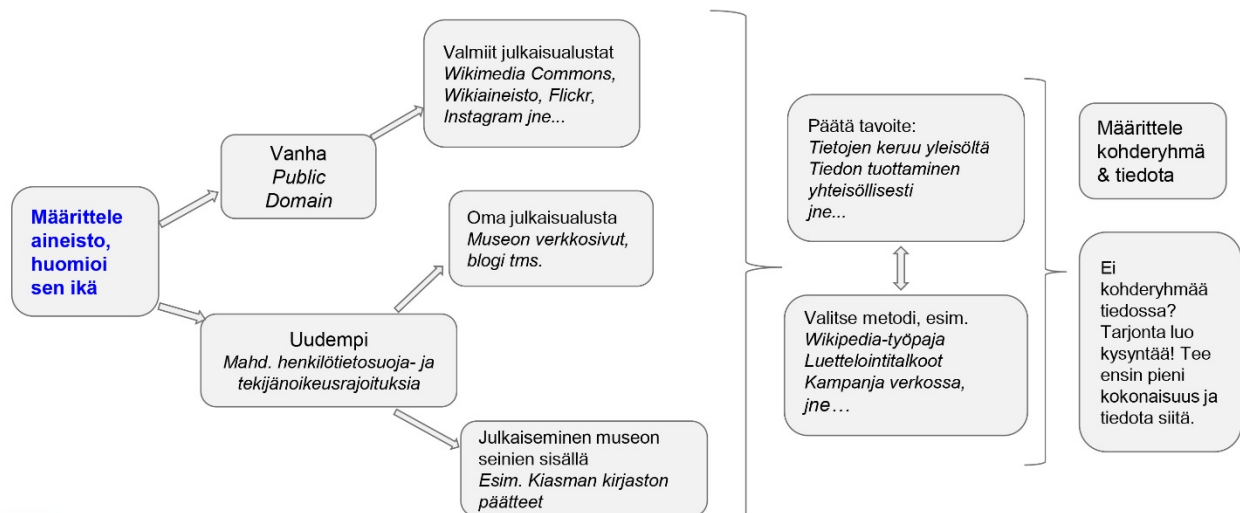 Määrittele
aineisto,
huomioi
sen ikä
Vanha
Public
Domain
Uudempi
Mahd. henkilötietosuoja- ja
tekijänoikeusrajoituksia
Valmiit julkaisualustat
Wikimedia Commons,
Wikiaineisto, Flickr,
Instagram jne...
Oma julkaisualusta
Museon verkkosivut,
blogi tms.
Julkaiseminen museon
seinien sisällä
Esim. Kiasman kirjaston
päätteet
Päätä tavoite:
Tietojen keruu yleisöltä
Tiedon tuottaminen
yhteisöllisesti
jne...
Valitse metodi, esim.
Wikipedia-työpaja
Luettelointitalkoot
Kampanja verkossa,
jne…
Määrittele
kohderyhmä
& tiedota
Ei
kohderyhmää
tiedossa?
Tarjonta luo
kysyntää! Tee
ensin pieni
kokonaisuus ja
tiedota siitä.